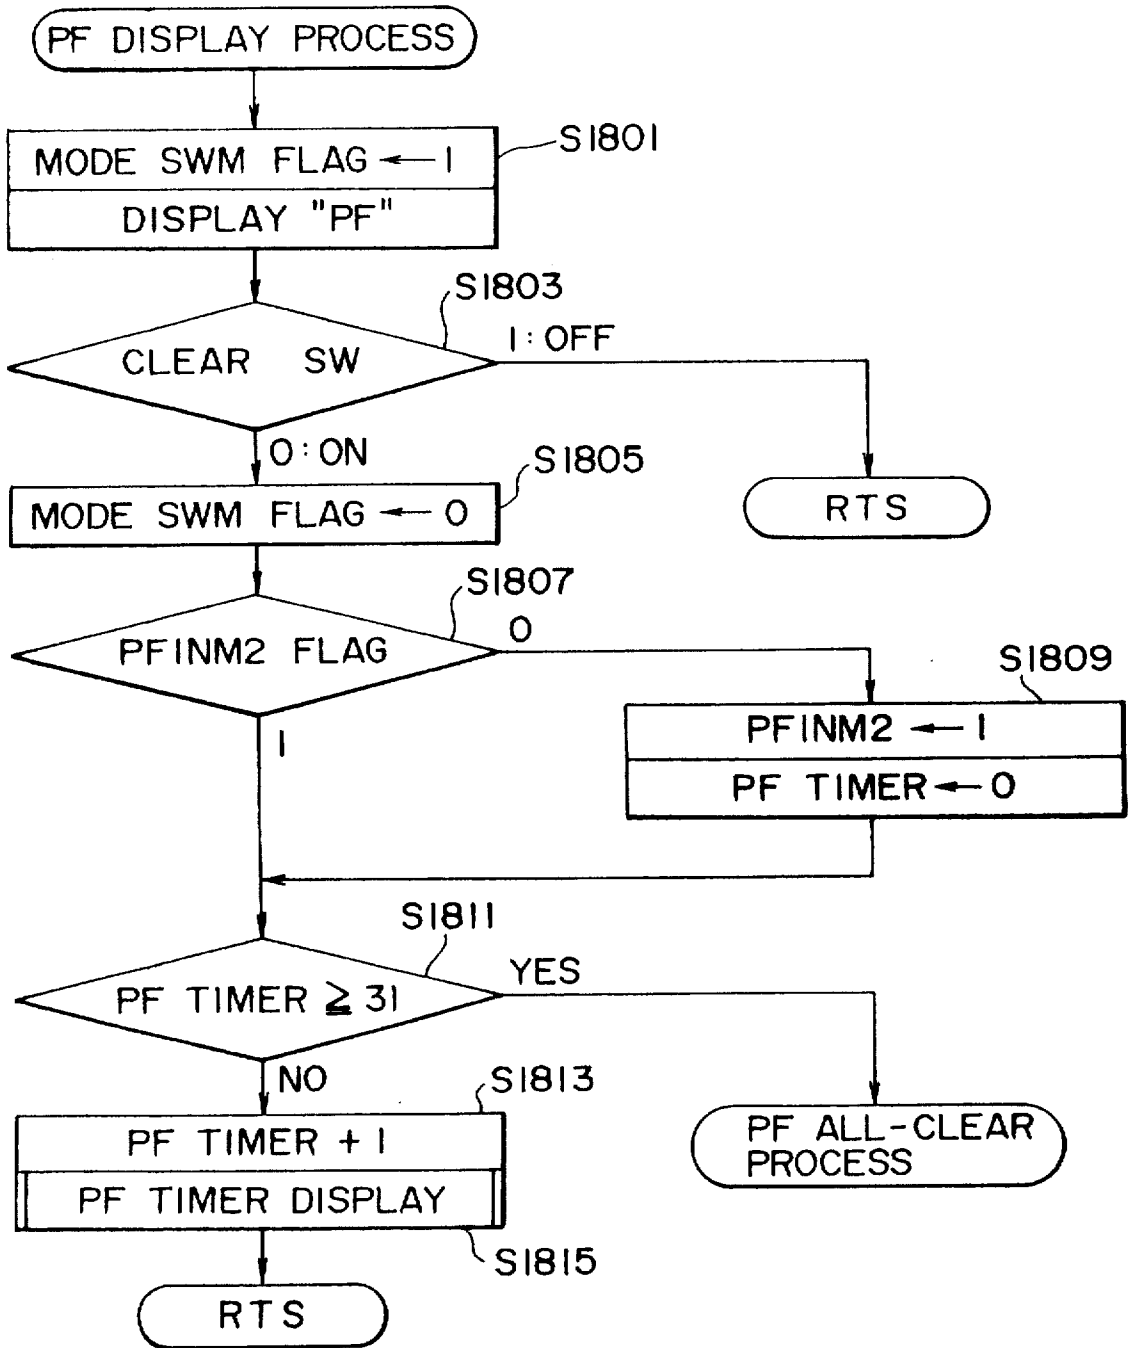 PF DISPLAY PROCESS
S1801
MODE SWM FLAG ← 1
DISPLAY "PF"
S1803
CLEAR SW
1:OFF
0:ON
S1805
MODE SWM FLAG ← 0
RTS
S1807
PFINM2 FLAG
0
1
S1809
PFINM2 ← 1
PF TIMER ← 0
S1811
PF TIMER ≧ 31
YES
NO
S1813
PF TIMER + 1
PF TIMER DISPLAY
S1815
PF ALL-CLEAR
PROCESS
RTS